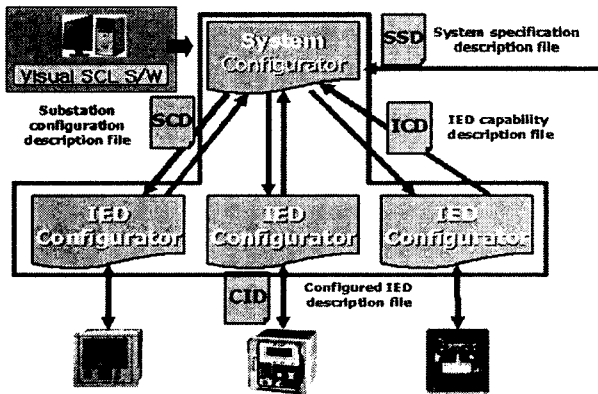 System
Configurator
SSD
System specification
description file
Visual SCL S/W
Substation
configuration
description file
SCD
ICD
IED capability
description file
IED
Configurator
IED
Configurator
IED
Configurator
CID
Configured IED
description file